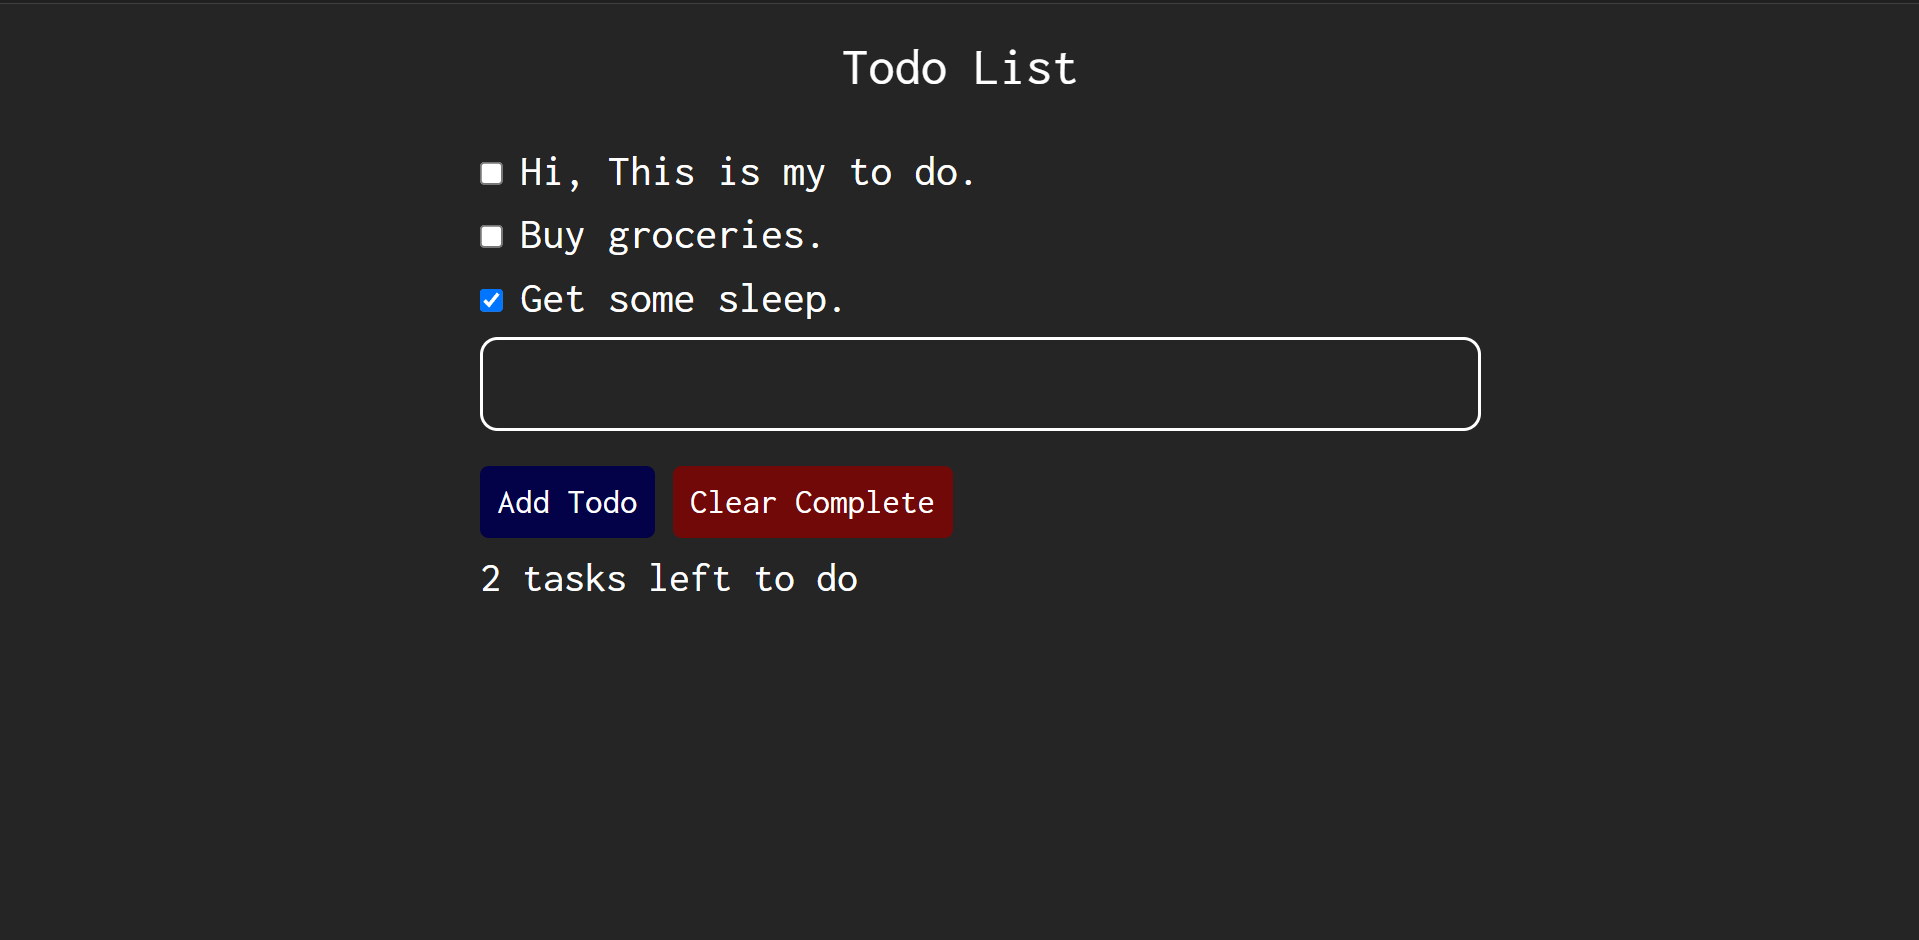 Todo List
Hi, This is my to do.
Buy groceries.
Get some sleep.
Add Todo
Clear Complete
2 tasks left to do